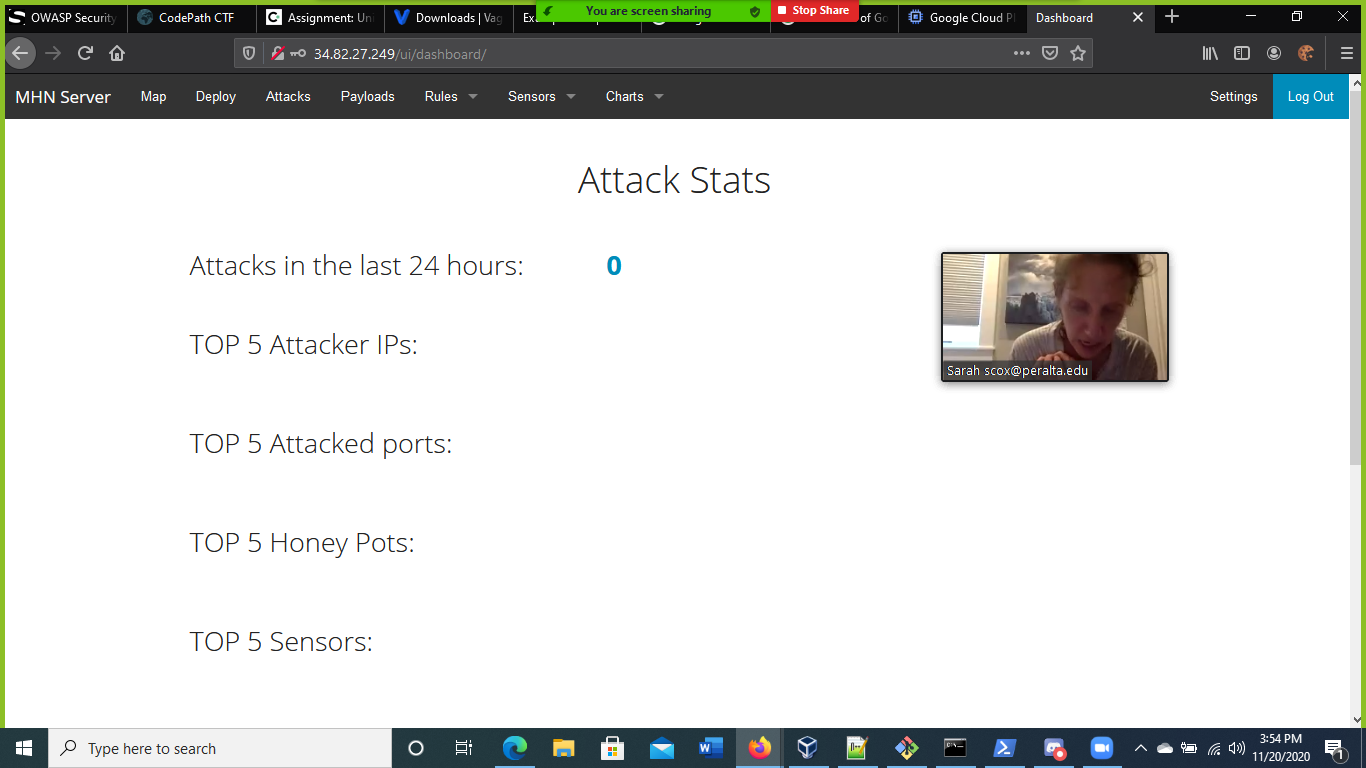 You are screen sharing Stop Share
OWASP Security CodePath CTF Assignment: Uni Downloads | Vag Exa of Go Google Cloud Pl Dashboard
34.82.27.249/ui/dashboard/
MHN Server Map Deploy Attacks Payloads Rules Sensors Charts Settings Log Out
Attack Stats
Attacks in the last 24 hours: 0
TOP 5 Attacker IPs:
Sarah scox@peralta.edu
TOP 5 Attacked ports:
TOP 5 Honey Pots:
TOP 5 Sensors:
Type here to search
3:54 PM
11/20/2020
1